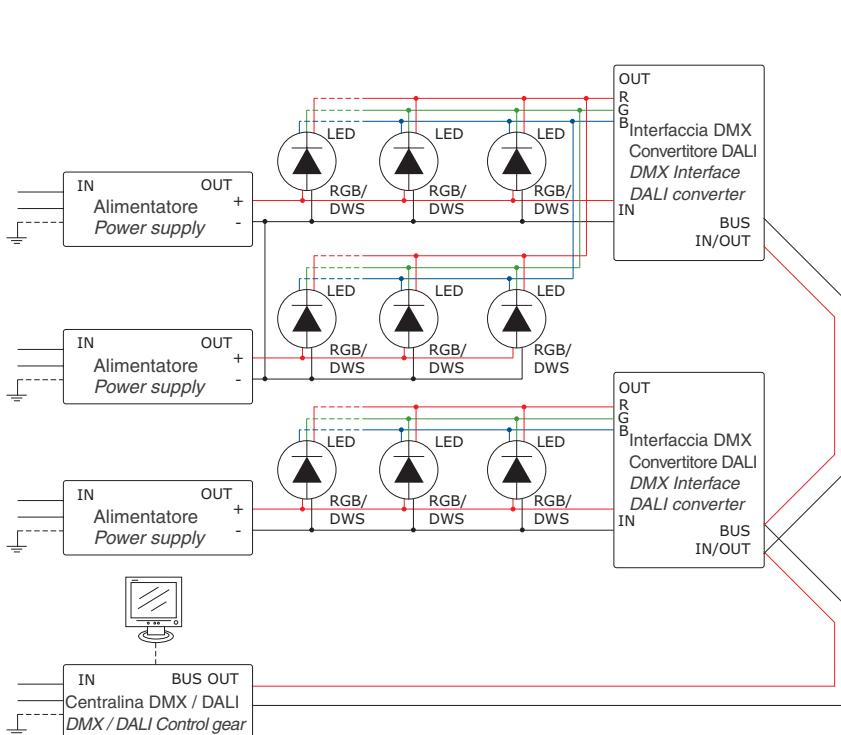 OUT
R
G
B
Interfaccia DMX
Convertitore DALI
DMX Interface
DALI converter
IN
BUS
IN/OUT
LED
LED
LED
RGB/
DWS
RGB/
DWS
RGB/
DWS
IN OUT
+
Alimentatore
Power supply
-
LED
LED
LED
RGB/
DWS
RGB/
DWS
RGB/
DWS
IN OUT
+
Alimentatore
Power supply
-
OUT
R
G
B
Interfaccia DMX
Convertitore DALI
DMX Interface
DALI converter
IN
BUS
IN/OUT
LED
LED
LED
RGB/
DWS
RGB/
DWS
RGB/
DWS
IN OUT
+
Alimentatore
Power supply
-
IN BUS OUT
Centralina DMX / DALI
DMX / DALI Control gear